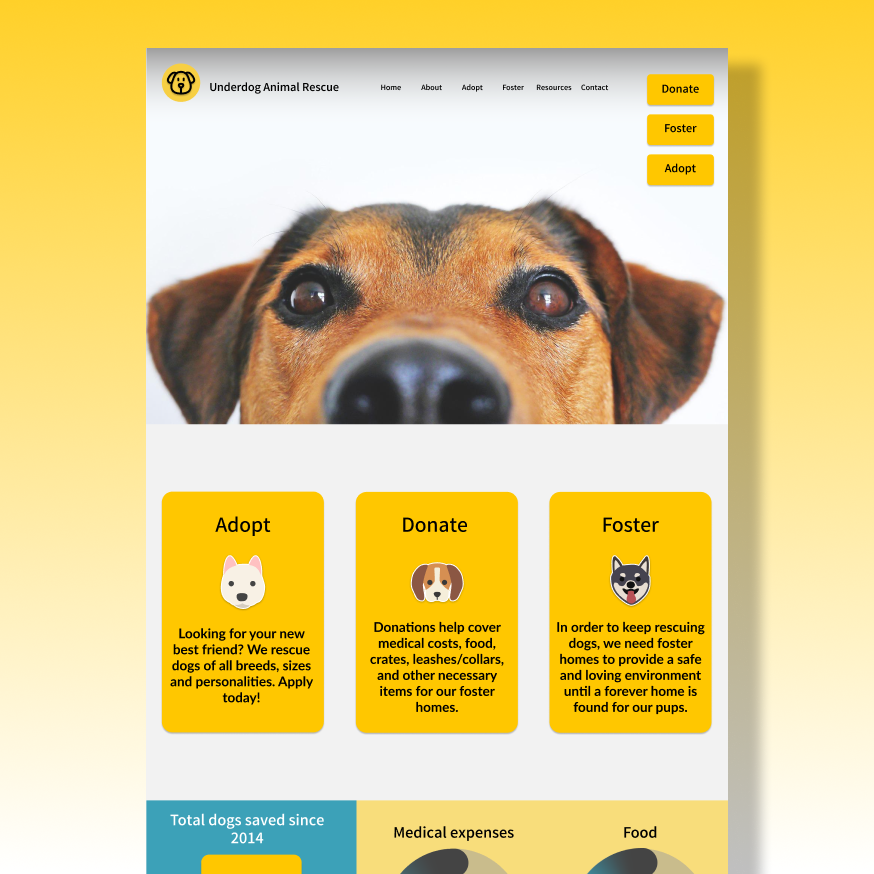 Underdog Animal Rescue
Home About Adopt Foster Resources Contact
Donate
Foster
Adopt
Adopt
Looking for your new
best friend? We rescue
dogs of all breeds, sizes
and personalities. Apply
today!
Donate
Donations help cover
medical costs, food,
crates, leashes/collars,
and other necessary
items for our foster
homes.
Foster
In order to keep rescuing
dogs, we need foster
homes to provide a safe
and loving environment
until a forever home is
found for our pups.
Total dogs saved since
2014
Medical expenses
Food